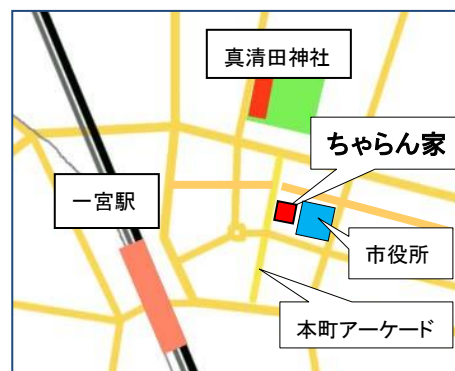 真清田神社
ちゃらん家
一宮駅
市役所
本町アーケード